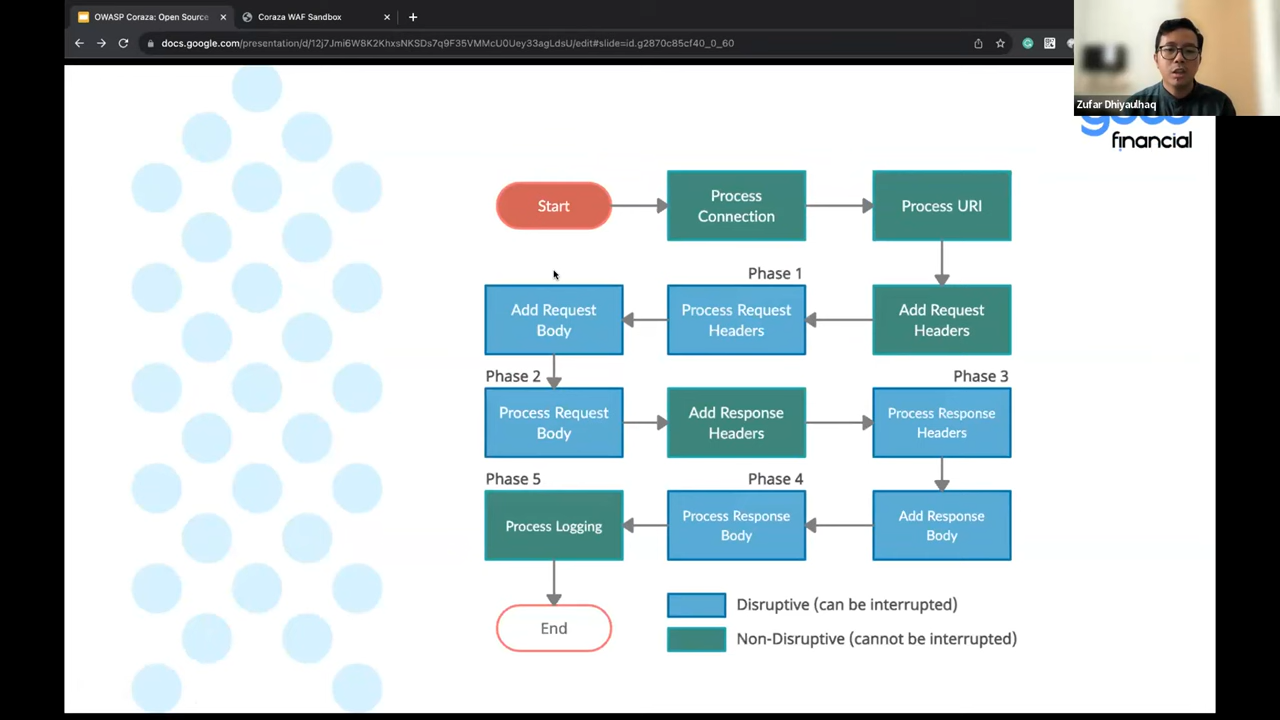 OWASP Coraza: Open Source
Coraza WAF Sandbox
docs.google.com/presentation/d/12j7Jmi6W8K2KhxsNKSDs7q9F35VMMcU0Uey33agLdsU/edit#slide=id.g2870c85cf40_0_60
Zufar Dhiyaulhaq
financial
Start
Process
Connection
Process URI
Phase 1
Add Request
Body
Process Request
Headers
Add Request
Headers
Phase 2
Phase 3
Process Request
Body
Add Response
Headers
Process Response
Headers
Phase 5
Phase 4
Process Logging
Process Response
Body
Add Response
Body
Disruptive (can be interrupted)
End
Non-Disruptive (cannot be interrupted)